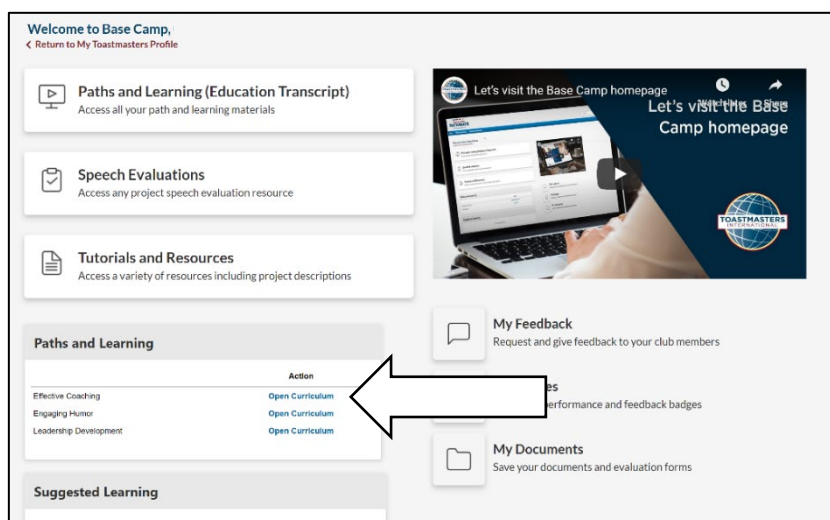 Welcome to Base Camp,
Return to My Toastmasters Profile
Paths and Learning (Education Transcript)
Access all your path and learning materials
Speech Evaluations
Access any project speech evaluation resource
Tutorials and Resources
Access a variety of resources including project descriptions
Paths and Learning
Action
Effective Coaching Open Curriculum
Engaging Humor Open Curriculum
Leadership Development Open Curriculum
Suggested Learning
Let's visit the Base Camp homepage
Let's visit the Base
Camp homepage
TOASTMASTERS
INTERNATIONAL
My Feedback
Request and give feedback to your club members
performance and feedback badges
My Documents
Save your documents and evaluation forms